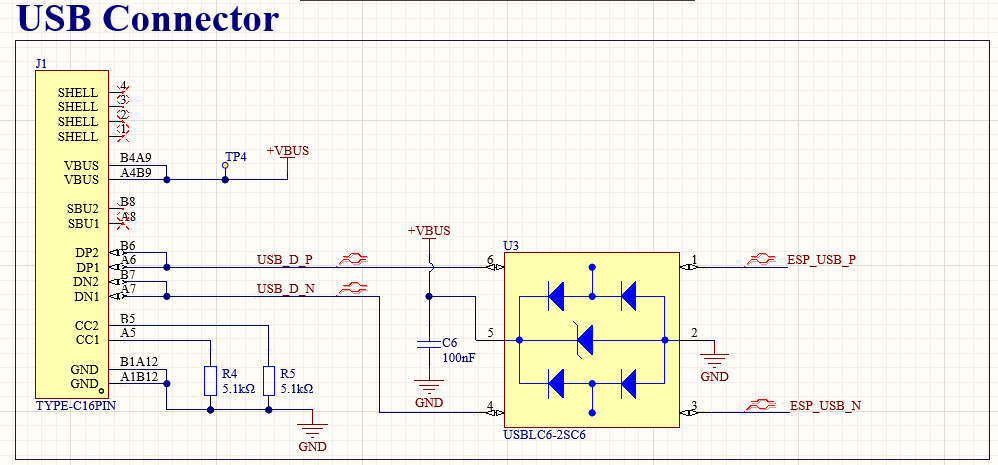 USB Connector
J1
SHELL 4
SHELL 3
SHELL 2
SHELL 1
VBUS B4A9
VBUS A4B9
TP4
+VBUS
SBU2 B8
SBU1 A8
DP2 B6
DP1 A6
DN2 B7
DN1 A7
USB_D_P
USB_D_N
CC2 B5
CC1 A5
GND B1A12
GND A1B12
TYPE-C16PIN
R4
5.1kΩ
R5
5.1kΩ
GND
+VBUS
C6
100nF
GND
U3
6
5
4
1
2
3
USBLC6-2SC6
ESP_USB_P
GND
ESP_USB_N